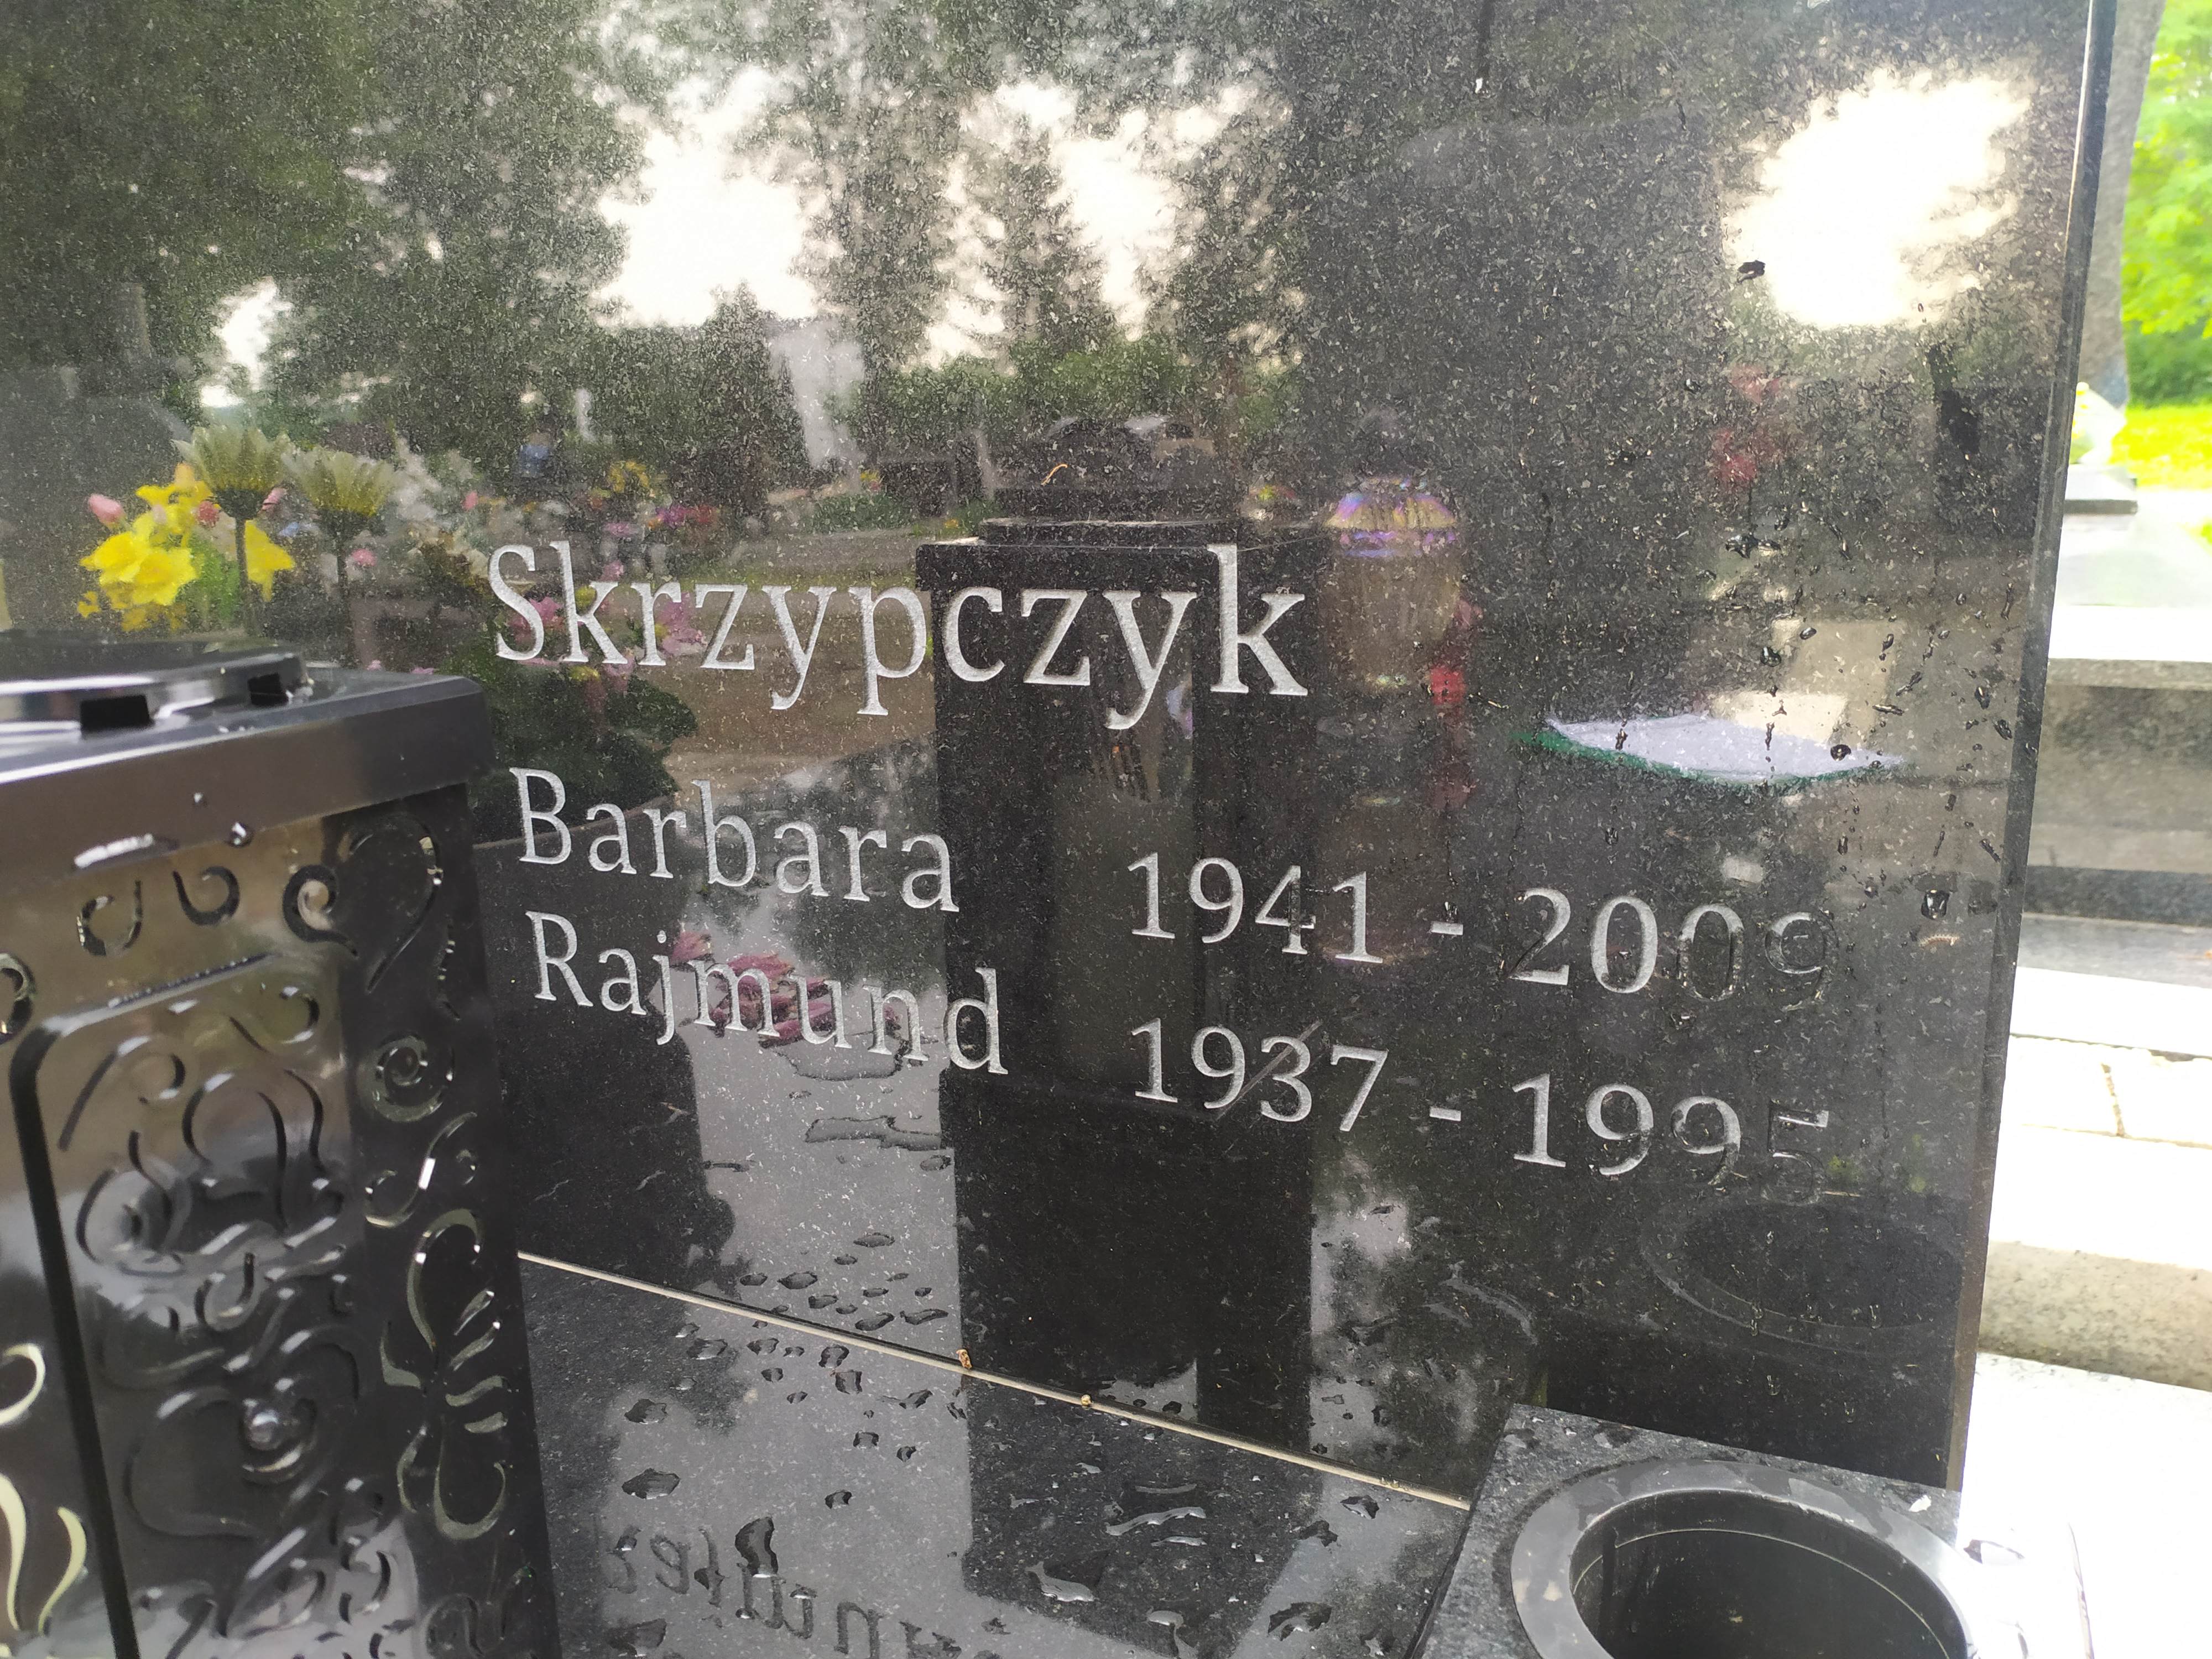 Skrzypczyk
Barbara 1941 - 2009
Rajmund 1937 - 1995